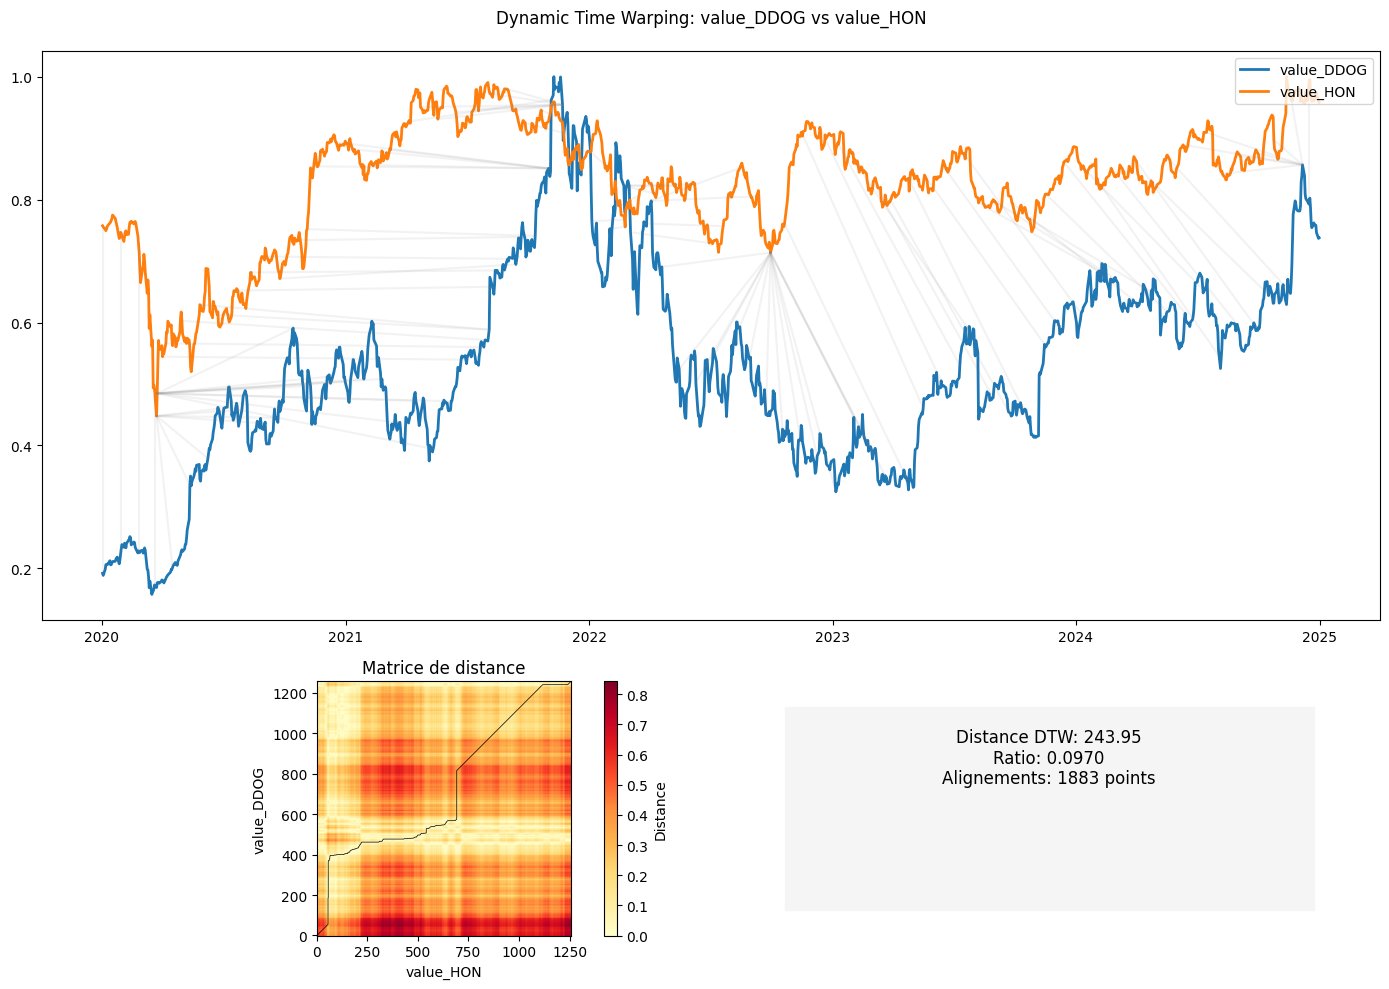 Dynamic Time Warping: value_DDOG vs value_HON
1.0
0.8
0.6
0.4
0.2
value_DDOG
value_HON
2020 2021 2022 2023 2024 2025
Matrice de distance
value_DDOG
1200
1000
800
600
400
200
0
0 250 500 750 1000 1250
value_HON
0.8
0.7
0.6
0.5
0.4
0.3
0.2
0.1
0.0
Distance
Distance DTW: 243.95
Ratio: 0.0970
Alignements: 1883 points